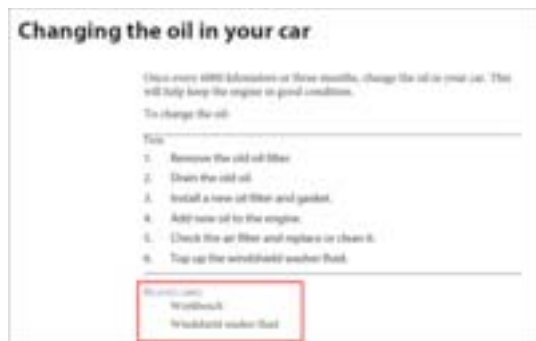 Changing the oil in your car
Once every 6000 kilometers or three months, change the oil in your car. This
will help keep the engine in good condition.
To change the oil:
1. Remove the old oil filter.
2. Drain the old oil.
3. Install a new oil filter and gasket.
4. Add new oil to the engine.
5. Check the air filter and replace or clean it.
6. Top up the windshield washer fluid.
Workbench
Windshield washer fluid